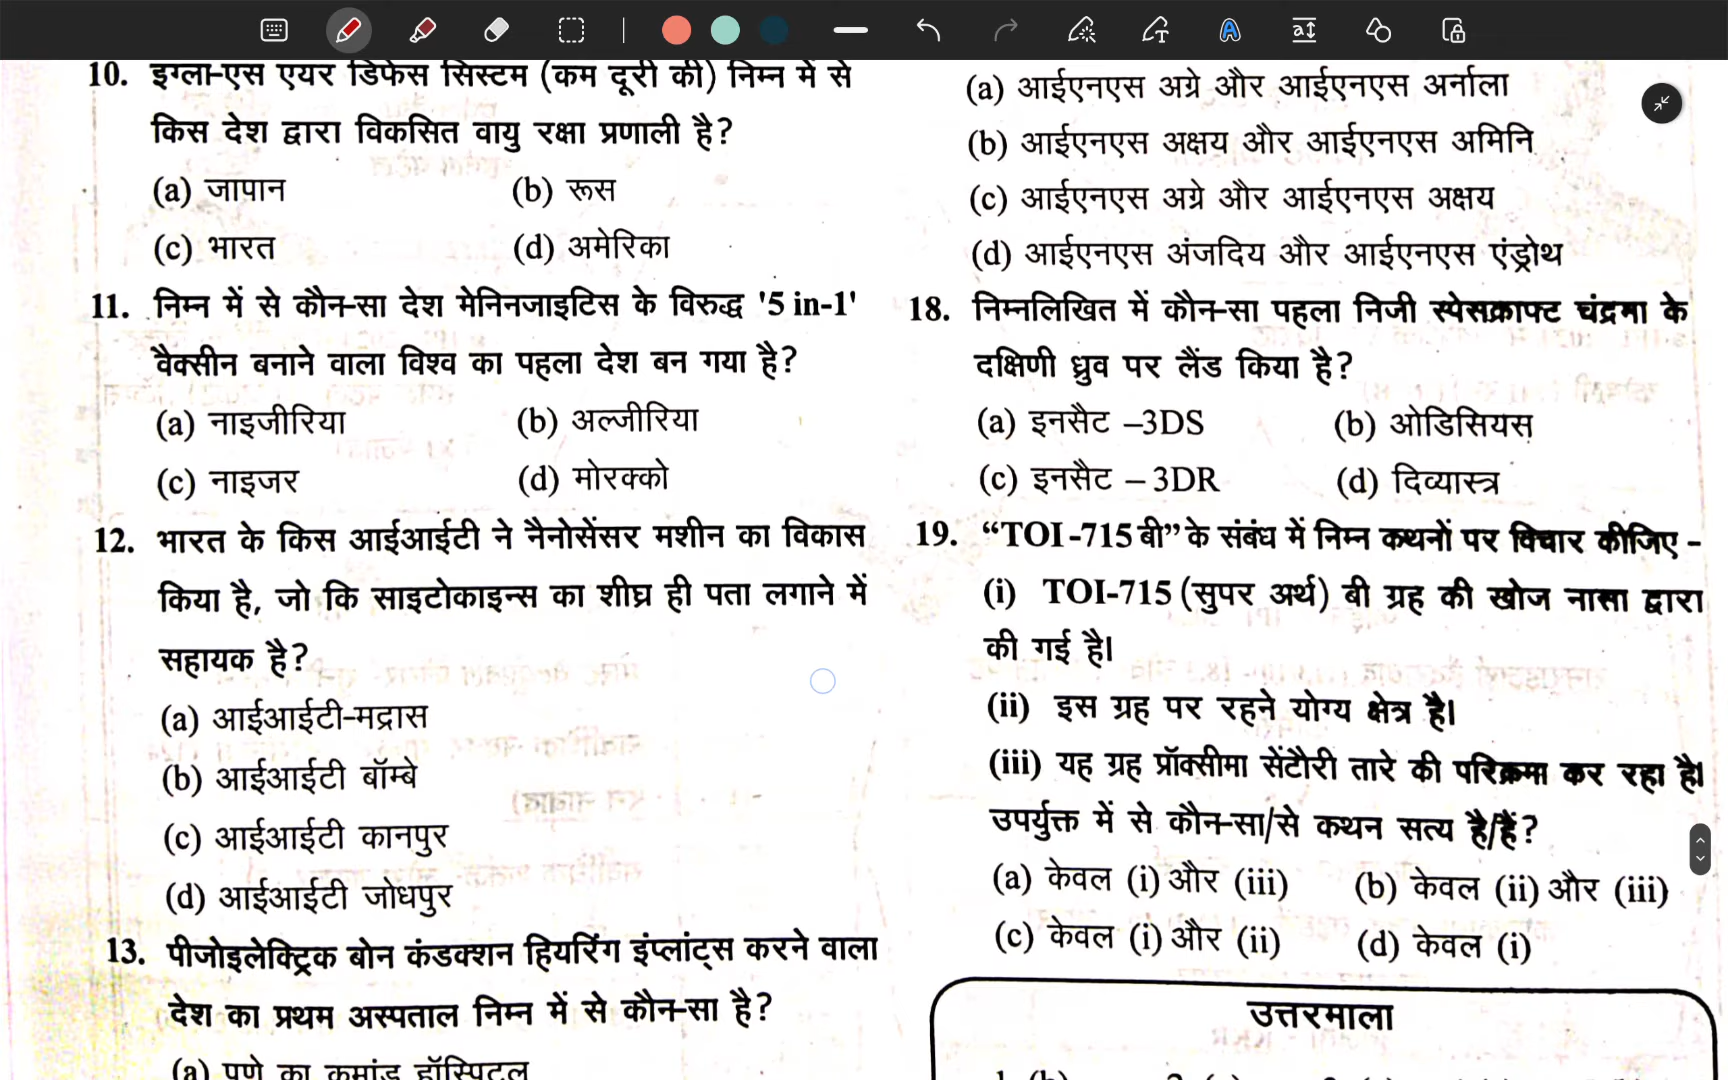 10. इग्ला-एस एयर डिफेंस सिस्टम (कम दूरी की) निम्न में से
किस देश द्वारा विकसित वायु रक्षा प्रणाली है?
(a) जापान (b) रूस
(c) भारत (d) अमेरिका
11. निम्न में से कौन-सा देश मेनिनजाइटिस के विरुद्ध '5 in-1'
वैक्सीन बनाने वाला विश्व का पहला देश बन गया है?
(a) नाइजीरिया (b) अल्जीरिया
(c) नाइजर (d) मोरक्को
12. भारत के किस आईआईटी ने नैनोसेंसर मशीन का विकास
किया है, जो कि साइटोकाइन्स का शीघ्र ही पता लगाने में
सहायक है?
(a) आईआईटी-मद्रास
(b) आईआईटी बॉम्बे
(c) आईआईटी कानपुर
(d) आईआईटी जोधपुर
13. पीजोइलेक्ट्रिक बोन कंडक्शन हियरिंग इंप्लांट्स करने वाला
देश का प्रथम अस्पताल निम्न में से कौन-सा है?
(a) पुणे का कमांड हॉस्पिटल
(a) आईएनएस अग्रे और आईएनएस अर्नाला
(b) आईएनएस अक्षय और आईएनएस अमिनि
(c) आईएनएस अग्रे और आईएनएस अक्षय
(d) आईएनएस अंजदिय और आईएनएस एंड्रोथ
18. निम्नलिखित में कौन-सा पहला निजी स्पेसक्राफ्ट चंद्रमा के
दक्षिणी ध्रुव पर लैंड किया है?
(a) इनसैट –3DS (b) ओडिसियस
(c) इनसैट – 3DR (d) दिव्यास्त्र
19. “TOI-715 बी” के संबंध में निम्न कथनों पर विचार कीजिए -
(i) TOI-715 (सुपर अर्थ) बी ग्रह की खोज नासा द्वारा
की गई है।
(ii) इस ग्रह पर रहने योग्य क्षेत्र है।
(iii) यह ग्रह प्रॉक्सीमा सेंटौरी तारे की परिक्रमा कर रहा है।
उपर्युक्त में से कौन-सा/से कथन सत्य है/हैं?
(a) केवल (i) और (iii) (b) केवल (ii) और (iii)
(c) केवल (i) और (ii) (d) केवल (i)
उत्तरमाला